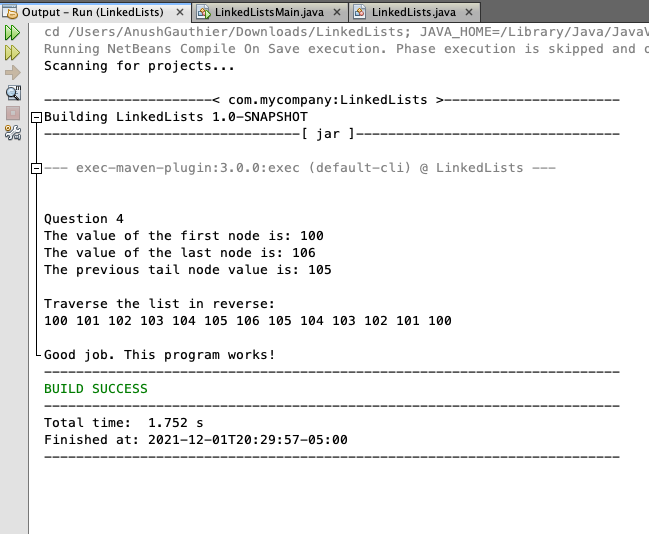 Output - Run (LinkedLists) LinkedListsMain.java LinkedLists.java
cd /Users/AnushGauthier/Downloads/LinkedLists; JAVA_HOME=/Library/Java/JavaV
Running NetBeans Compile On Save execution. Phase execution is skipped and
Scanning for projects...
-----------------------< com.mycompany:LinkedLists >-----------------------
Building LinkedLists 1.0-SNAPSHOT
--------------------------------[ jar ]---------------------------------
--- exec-maven-plugin:3.0.0:exec (default-cli) @ LinkedLists ---
Question 4
The value of the first node is: 100
The value of the last node is: 106
The previous tail node value is: 105
Traverse the list in reverse:
100 101 102 103 104 105 106 105 104 103 102 101 100
Good job. This program works!
------------------------------------------------------------------------
BUILD SUCCESS
------------------------------------------------------------------------
Total time:  1.752 s
Finished at: 2021-12-01T20:29:57-05:00
------------------------------------------------------------------------